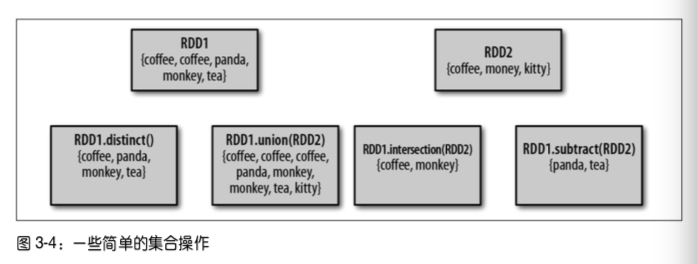 RDD1
{coffee, coffee, panda,
monkey, tea}
RDD2
{coffee, money, kitty}
RDD1.distinct()
{coffee, panda,
monkey, tea}
RDD1.union(RDD2)
{coffee, coffee, coffee,
panda, monkey,
monkey, tea, kitty}
RDD1.intersection(RDD2)
{coffee, monkey}
RDD1.subtract(RDD2)
{panda, tea}
图 3-4：一些简单的集合操作